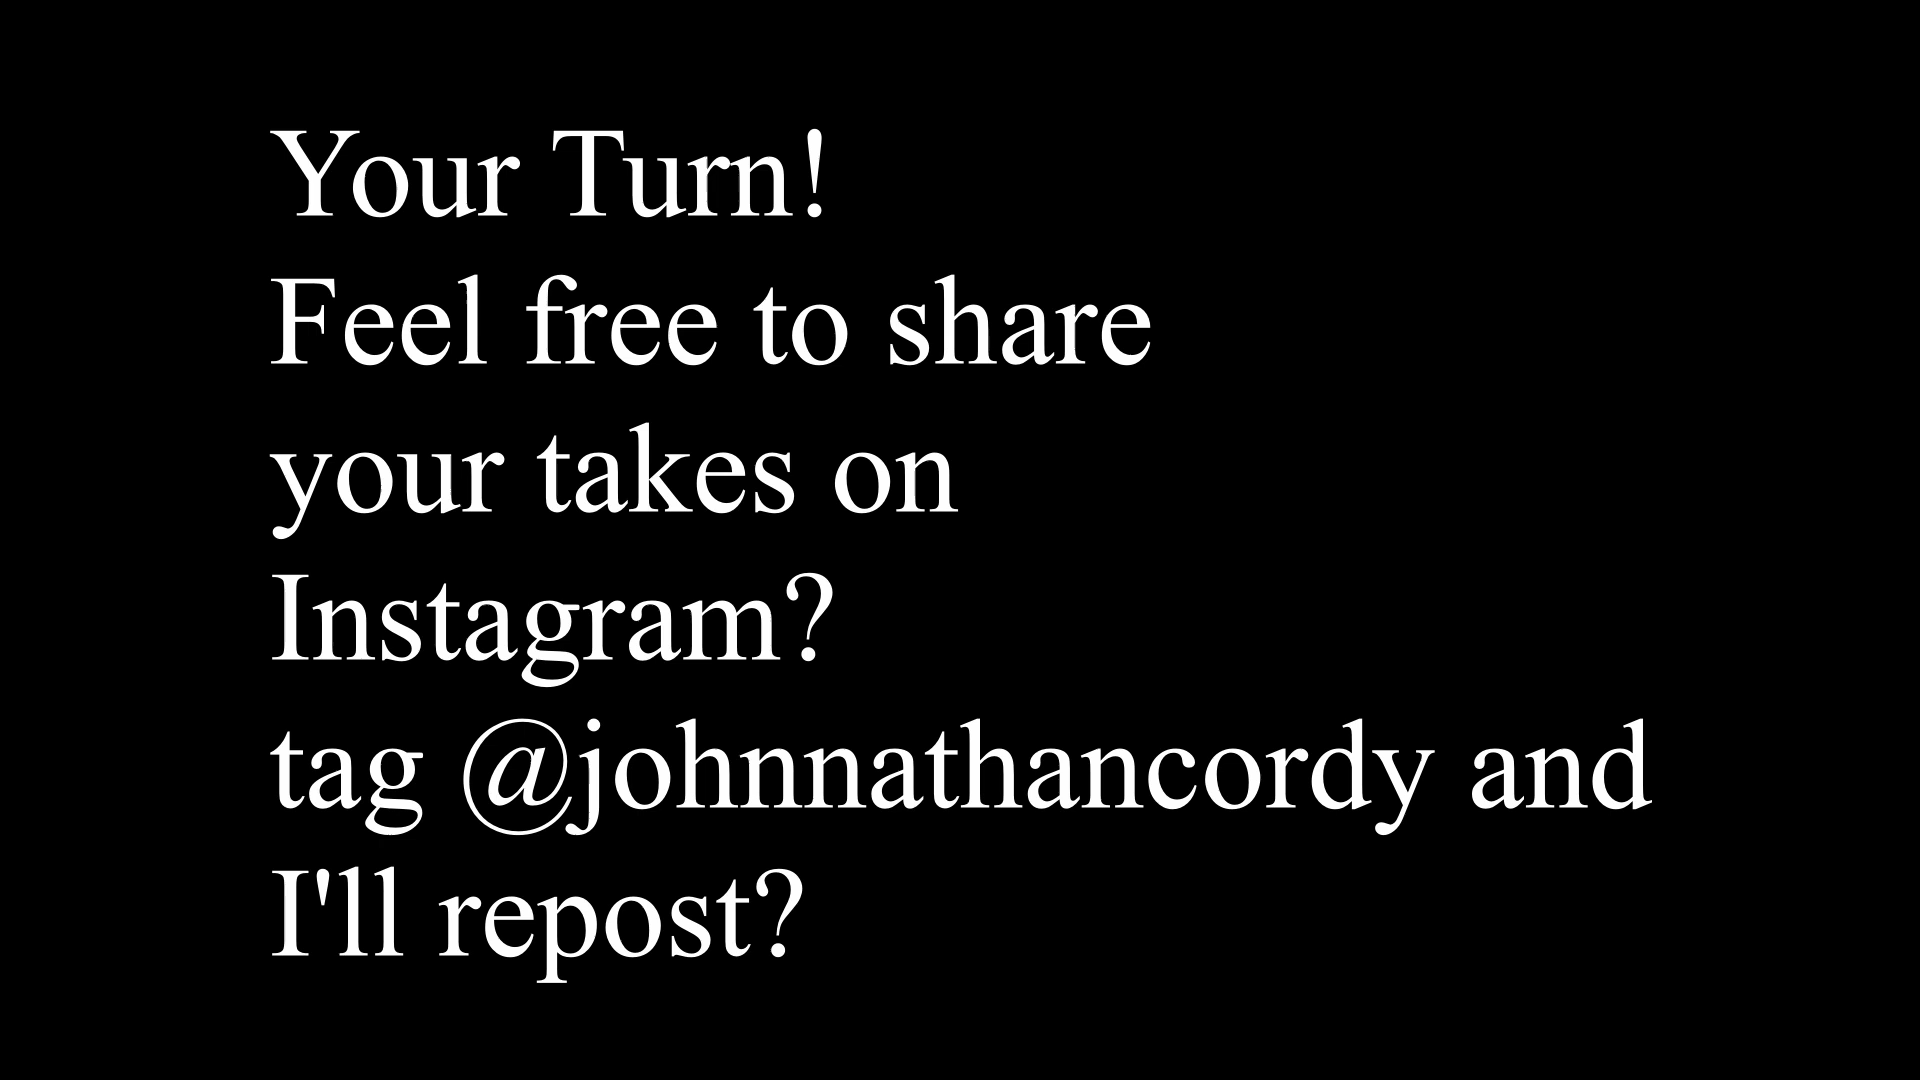 Your Turn!
Feel free to share
your takes on
Instagram?
tag @johnnathancordy and
I'll repost?